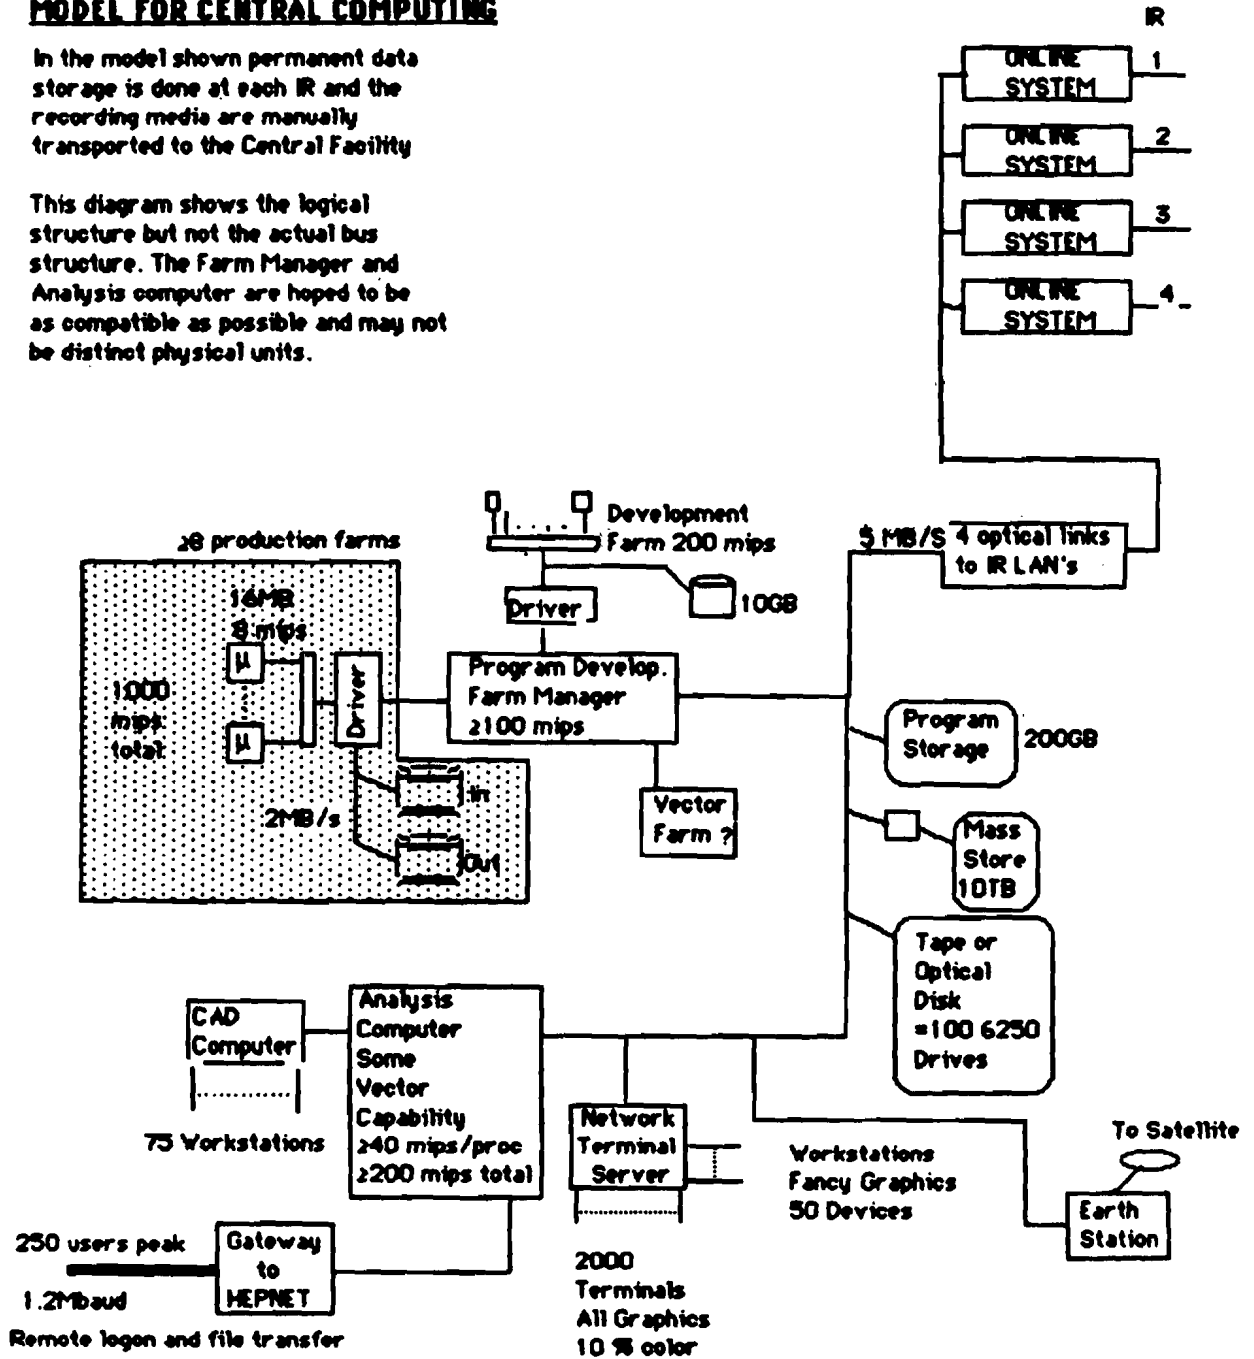 MODEL FOR CENTRAL COMPUTING
In the model shown permanent data
storage is done at each IR and the
recording media are manually
transported to the Central Facility
This diagram shows the logical
structure but not the actual bus
structure. The Farm Manager and
Analysis computer are hoped to be
as compatible as possible and may not
be distinct physical units.
IR
ONLINE
SYSTEM
1
ONLINE
SYSTEM
2
ONLINE
SYSTEM
3
ONLINE
SYSTEM
4
5 MB/S
4 optical links
to IR LAN's
Development
Farm 200 mips
10GB
Driver
≥8 production farms
16MB
8 mips
μ
μ
1000
mips
total
Driver
2MB/s
In
Out
Program Develop.
Farm Manager
≥100 mips
Vector
Farm ?
Program
Storage
200GB
Mass
Store
10TB
Tape or
Optical
Disk
=100 6250
Drives
CAD
Computer
75 Workstations
Analysis
Computer
Some
Vector
Capability
≥40 mips/proc
≥200 mips total
Network
Terminal
Server
Workstations
Fancy Graphics
50 Devices
To Satellite
Earth
Station
250 users peak
1.2Mbaud
Gateway
to
HEPNET
Remote logon and file transfer
2000
Terminals
All Graphics
10 % color